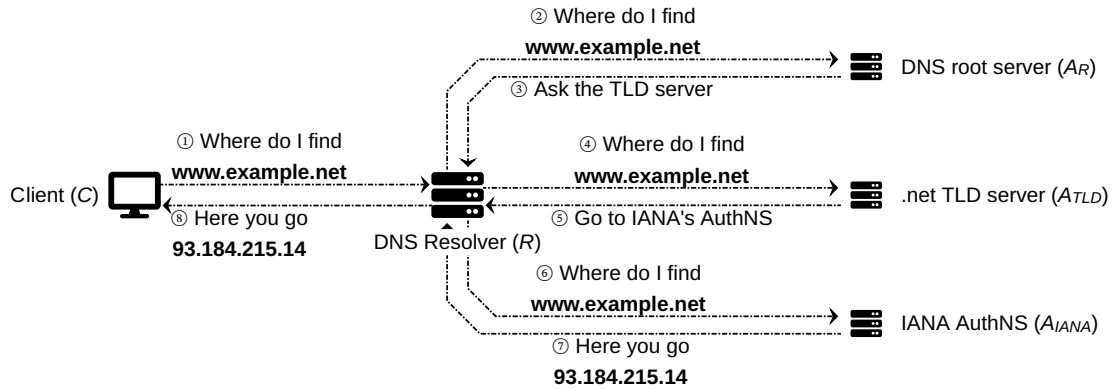 ② Where do I find
www.example.net
DNS root server (AR)
③ Ask the TLD server
① Where do I find
www.example.net
④ Where do I find
www.example.net
Client (C)
.net TLD server (ATLD)
⑧ Here you go
93.184.215.14
⑤ Go to IANA's AuthNS
DNS Resolver (R)
⑥ Where do I find
www.example.net
IANA AuthNS (AIANA)
⑦ Here you go
93.184.215.14